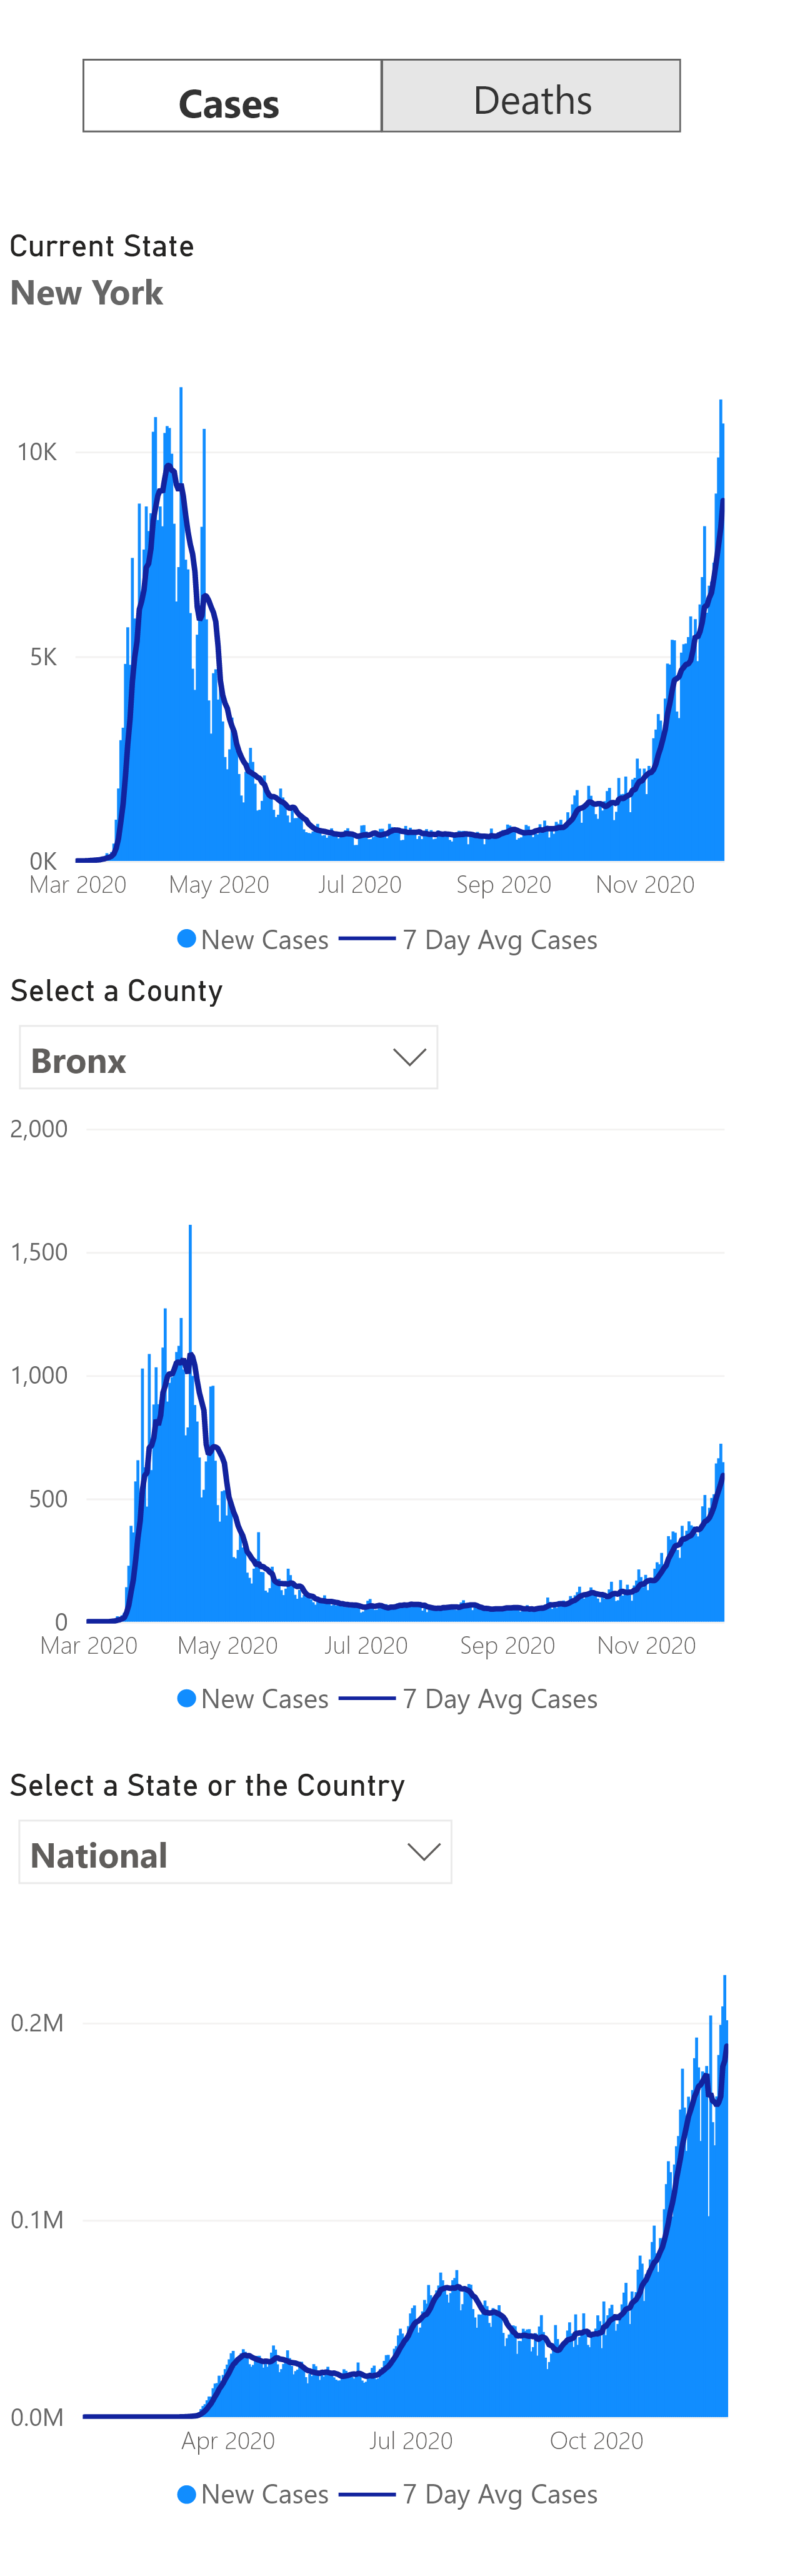 Cases Deaths
Current State
New York
10K
5K
0K
Mar 2020 May 2020 Jul 2020 Sep 2020 Nov 2020
New Cases 7 Day Avg Cases
Select a County
Bronx
2,000
1,500
1,000
500
0
Mar 2020 May 2020 Jul 2020 Sep 2020 Nov 2020
New Cases 7 Day Avg Cases
Select a State or the Country
National
0.2M
0.1M
0.0M
Apr 2020 Jul 2020 Oct 2020
New Cases 7 Day Avg Cases